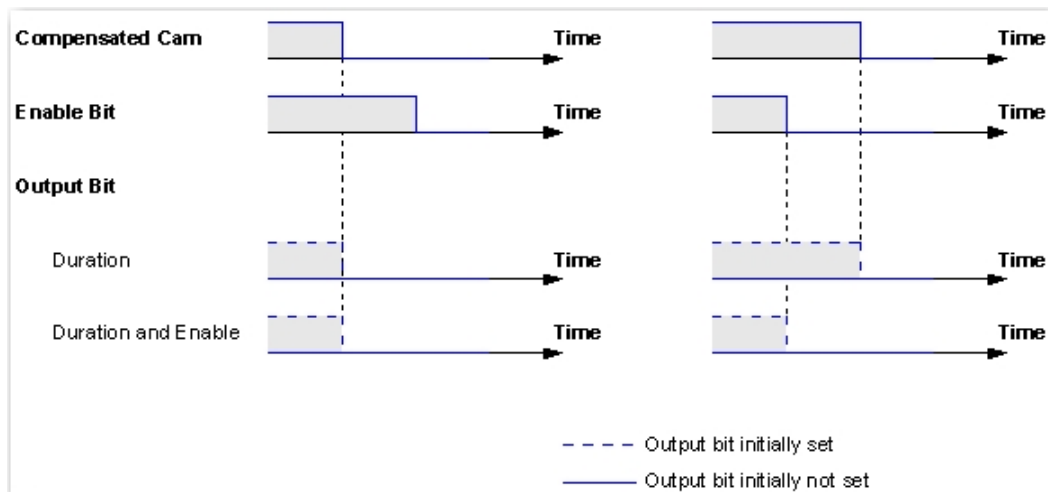 Compensated Cam Time Time
Enable Bit Time Time
Output Bit
Duration Time Time
Duration and Enable Time Time
Output bit initially set
Output bit initially not set